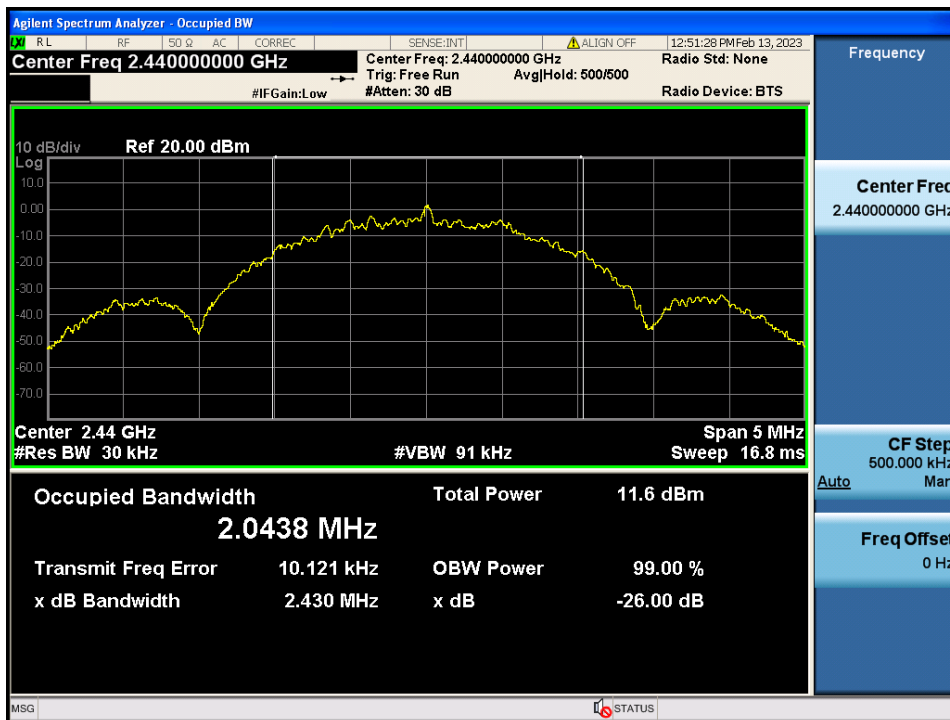 Agilent Spectrum Analyzer - Occupied BW
LXI RL RF 50 Ω AC CORREC SENSE:INT ALIGN OFF 12:51:28 PM Feb 13, 2023
Center Freq 2.440000000 GHz
Center Freq: 2.440000000 GHz
Radio Std: None
Trig: Free Run Avg|Hold: 500/500
#IFGain:Low
#Atten: 30 dB
Radio Device: BTS
10 dB/div Ref 20.00 dBm
Log
10.0
0.00
-10.0
-20.0
-30.0
-40.0
-50.0
-60.0
-70.0
Center 2.44 GHz Span 5 MHz
#Res BW 30 kHz #VBW 91 kHz Sweep 16.8 ms
Occupied Bandwidth Total Power 11.6 dBm
2.0438 MHz
Transmit Freq Error 10.121 kHz OBW Power 99.00 %
x dB Bandwidth 2.430 MHz x dB -26.00 dB
MSG STATUS
Frequency
Center Freq
2.440000000 GHz
CF Step
500.000 kHz
Auto Man
Freq Offset
0 Hz